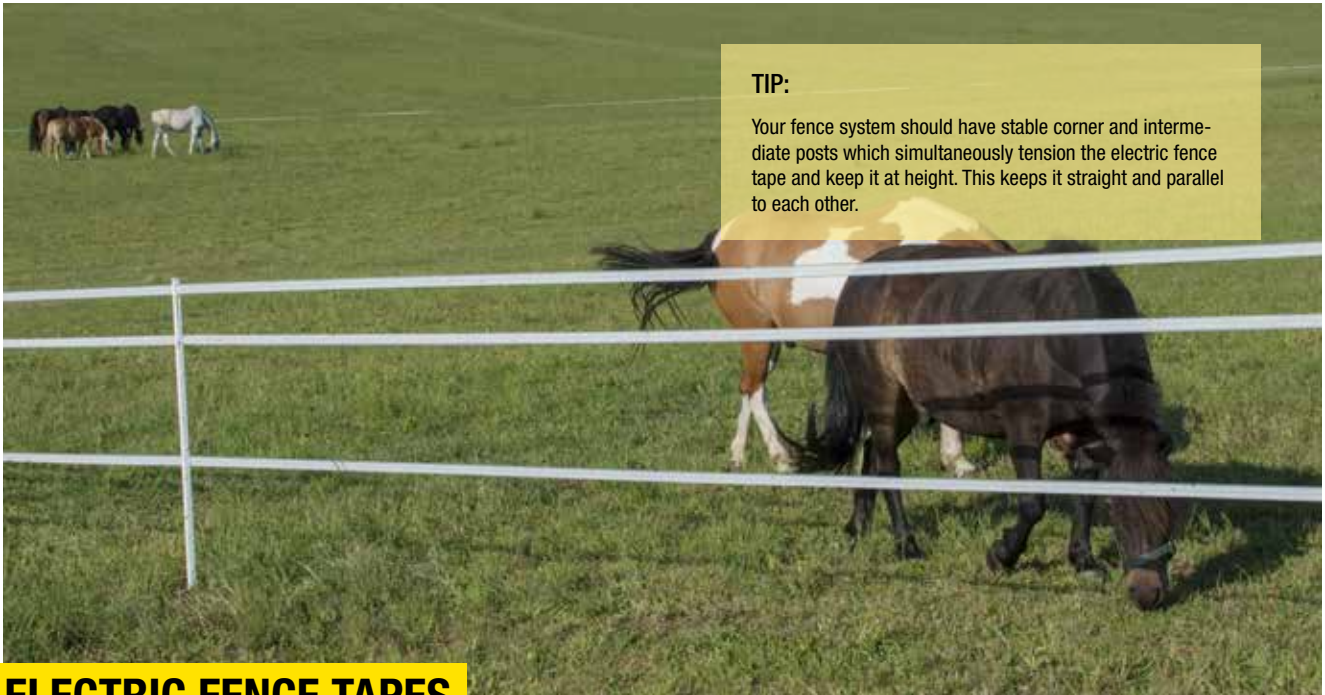 TIP:
Your fence system should have stable corner and interme-
diate posts which simultaneously tension the electric fence
tape and keep it at height. This keeps it straight and parallel
to each other.
ELECTRIC FENCE TAPES